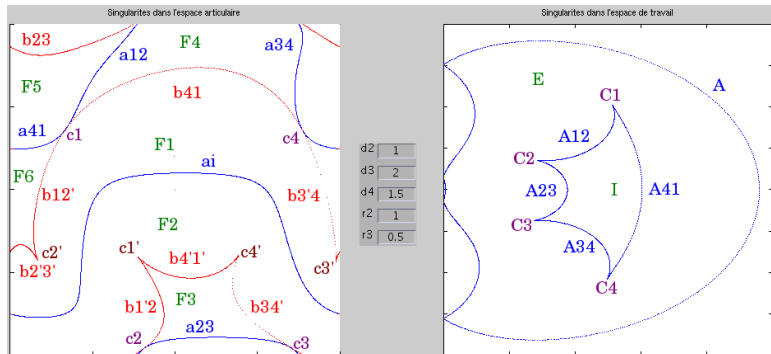 Singularites dans l'espace articulaire
b23
a12
F4
a34
F5
b41
a41
c1
c4
F1
F6
ai
b12'
b3'4
F2
c2'
c1'
b4'1'
c4'
c3'
b2'3'
b1'2
F3
b34'
a23
c2
c3
d2 1
d3 2
d4 1.5
r2 1
r3 0.5
Singularites dans l'espace de travail
E
A
C1
A12
C2
A23
I
A41
C3
A34
C4